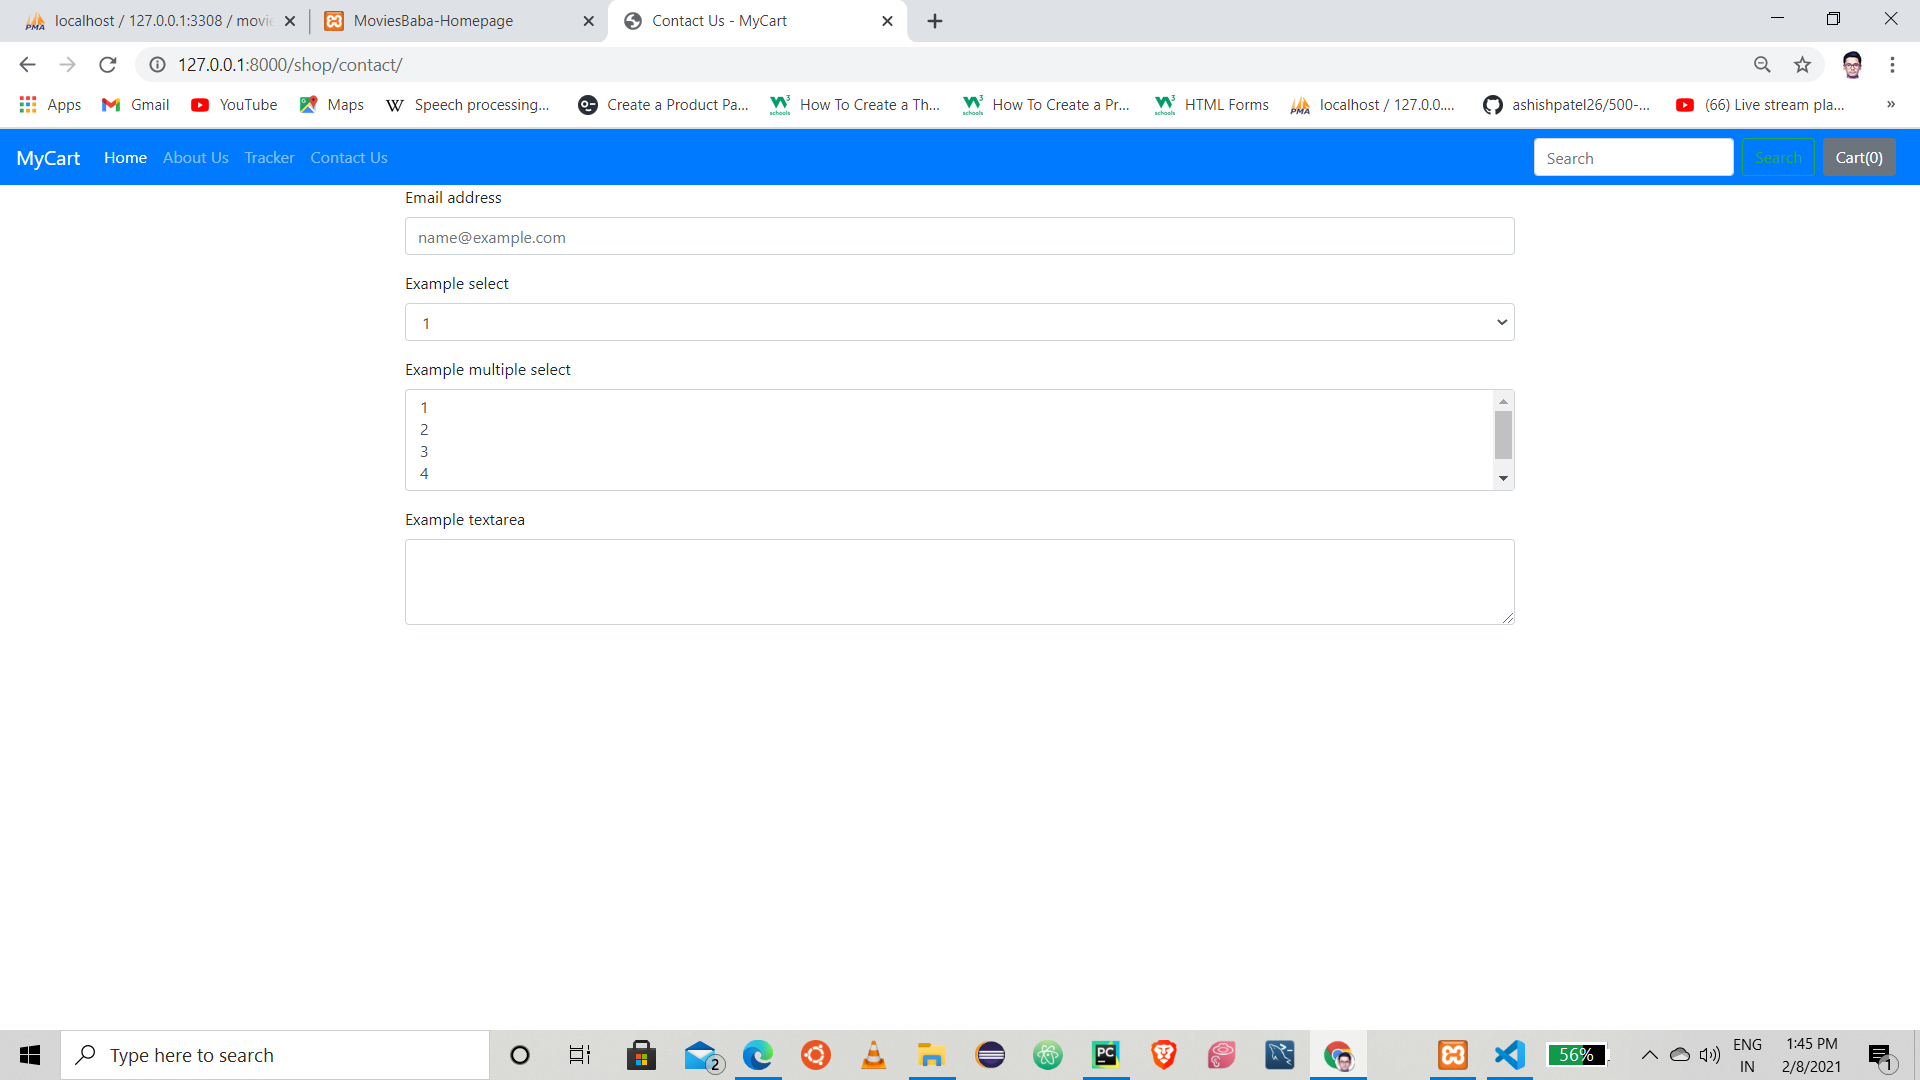 localhost / 127.0.0.1:3308 / movie
MoviesBaba-Homepage
Contact Us - MyCart
127.0.0.1:8000/shop/contact/
Apps
Gmail
YouTube
Maps
Speech processing...
Create a Product Pa...
How To Create a Th...
How To Create a Pr...
HTML Forms
localhost / 127.0.0....
ashishpatel26/500-...
(66) Live stream pla...
»
MyCart
Home
About Us
Tracker
Contact Us
Search
Search
Cart(0)
Email address
name@example.com
Example select
1
Example multiple select
1
2
3
4
Example textarea
Type here to search
2
PC
56%
ENG
IN
1:45 PM
2/8/2021
1